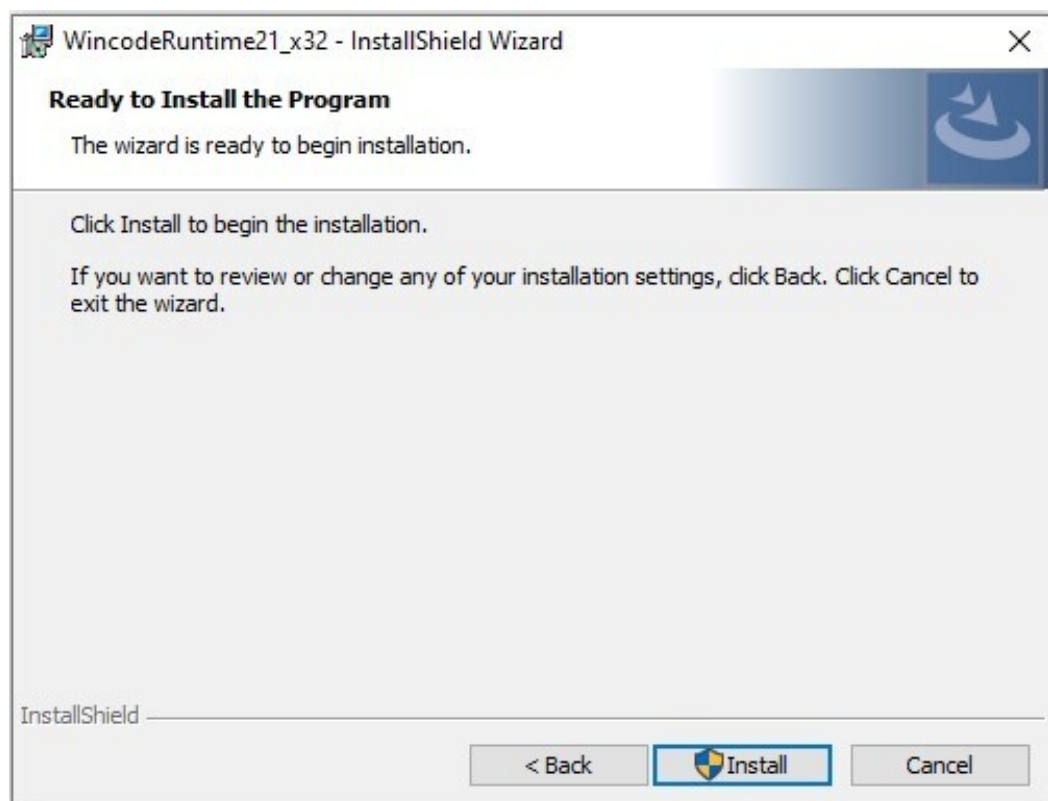 WincodeRuntime21_x32 - InstallShield Wizard
Ready to Install the Program
The wizard is ready to begin installation.
Click Install to begin the installation.
If you want to review or change any of your installation settings, click Back. Click Cancel to
exit the wizard.
InstallShield
< Back
Install
Cancel